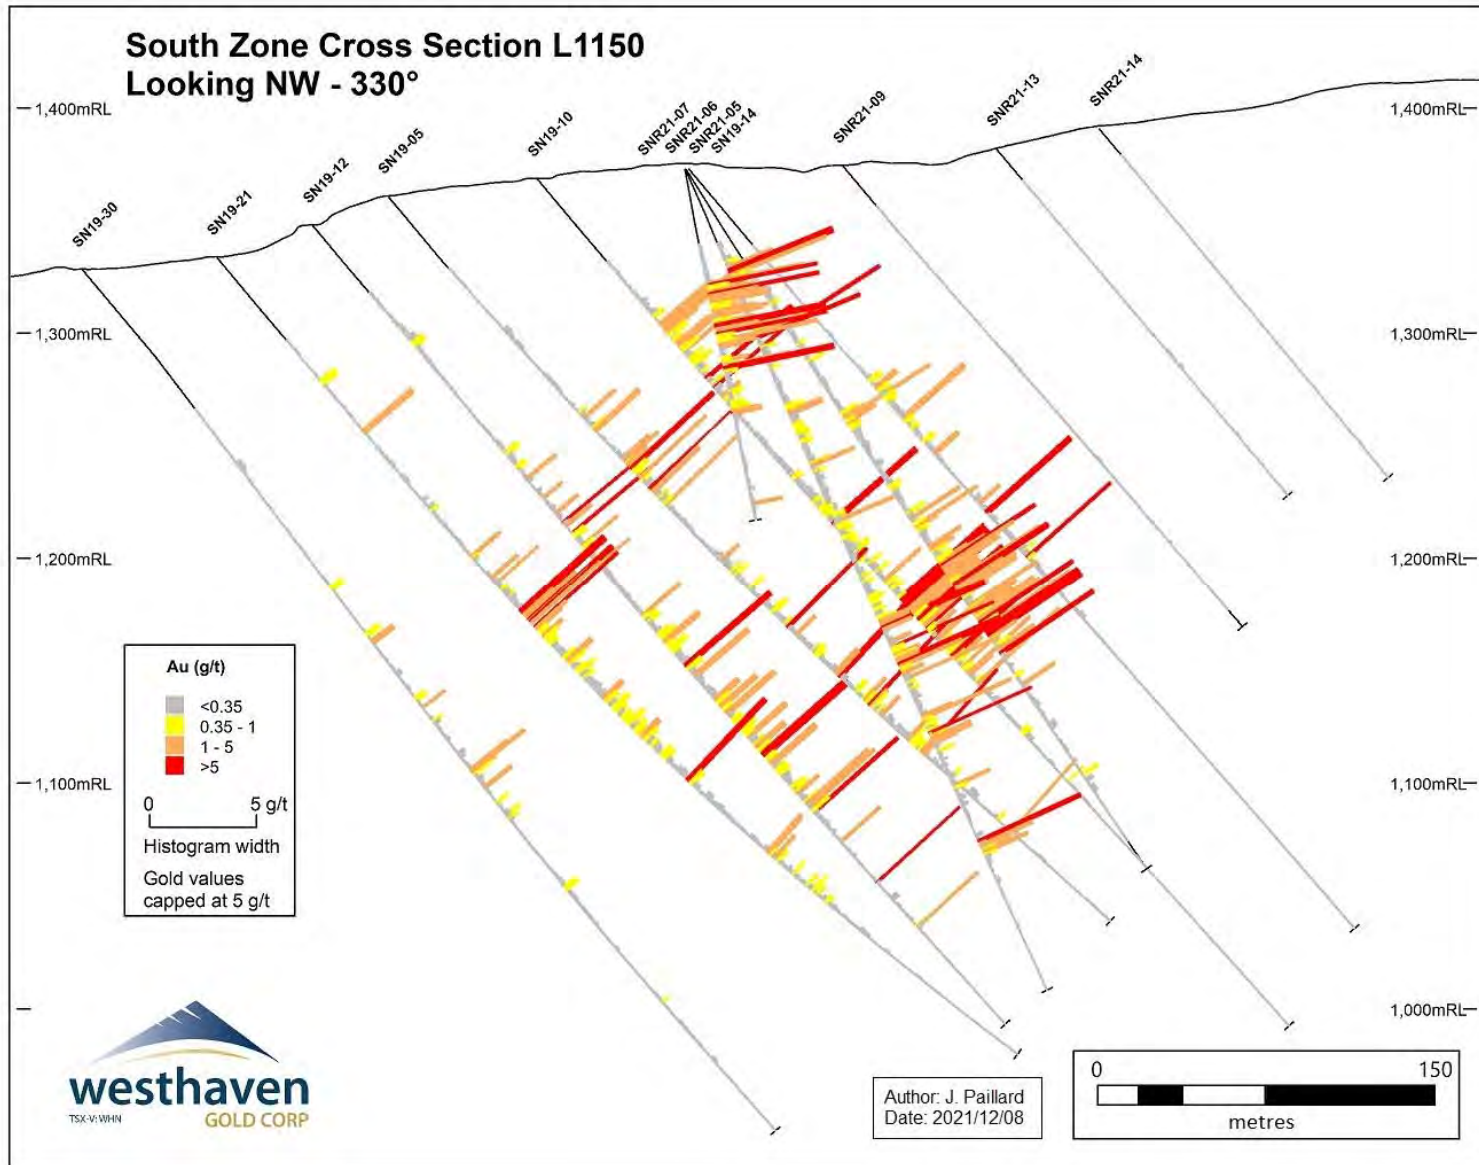 South Zone Cross Section L1150
Looking NW - 330°
1,400mRL
1,400mRL
SN19-30
SN19-21
SN19-12
SN19-05
SN19-10
SNR21-07
SNR21-06
SNR21-05
SN19-14
SNR21-09
SNR21-13
SNR21-14
1,300mRL
1,300mRL
1,200mRL
1,200mRL
1,100mRL
1,100mRL
1,000mRL
Au (g/t)
<0.35
0.35 - 1
1 - 5
>5
0 5 g/t
Histogram width
Gold values
capped at 5 g/t
westhaven
TSX-V: WHN GOLD CORP
Author: J. Paillard
Date: 2021/12/08
0 150
metres